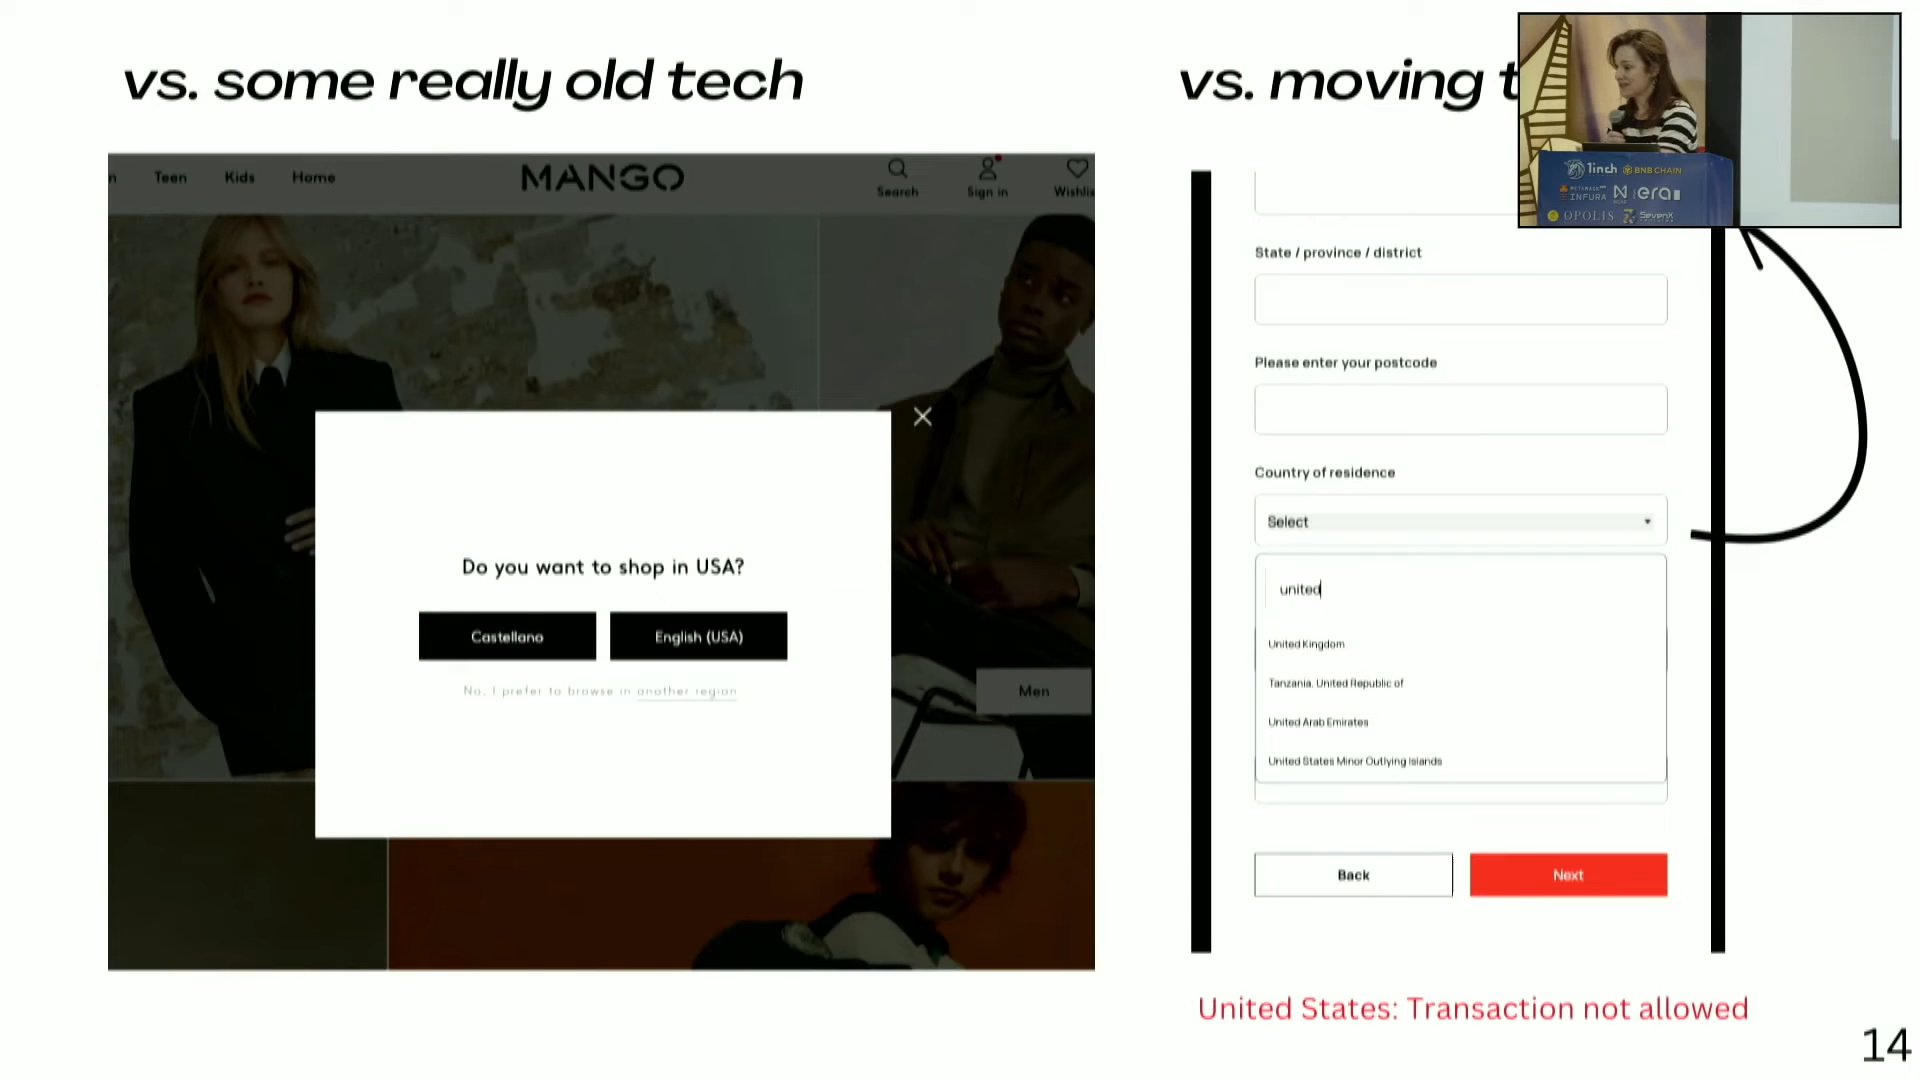 vs. some really old tech
vs. moving t
Teen Kids Home
MANGO
Search
Sign in
Wishlis
Do you want to shop in USA?
Castellano
English (USA)
No, I prefer to browse in another region
Men
State / province / district
Please enter your postcode
Country of residence
Select
united
United Kingdom
Tanzania, United Republic of
United Arab Emirates
United States Minor Outlying Islands
Back
Next
United States: Transaction not allowed
14
1inch
BNB CHAIN
INFURA
era
OPOLIS
SevenX